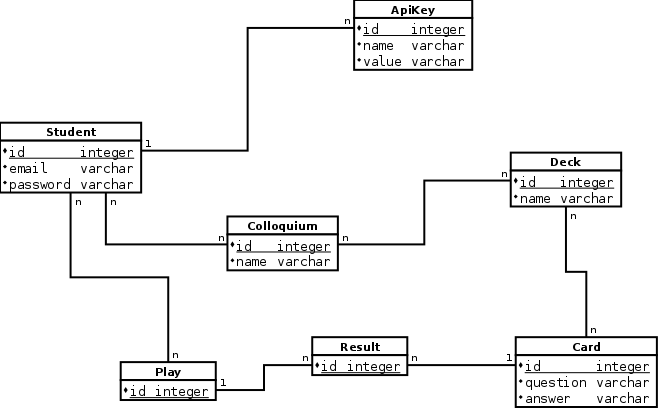 ApiKey
id integer
name varchar
value varchar
n
1
Student
id integer
email varchar
password varchar
n
n
Deck
id integer
name varchar
n
n
Colloquium
id integer
name varchar
n
n
n
Result
id integer
n
n
Card
id integer
question varchar
answer varchar
1
n
Play
id integer
n
1